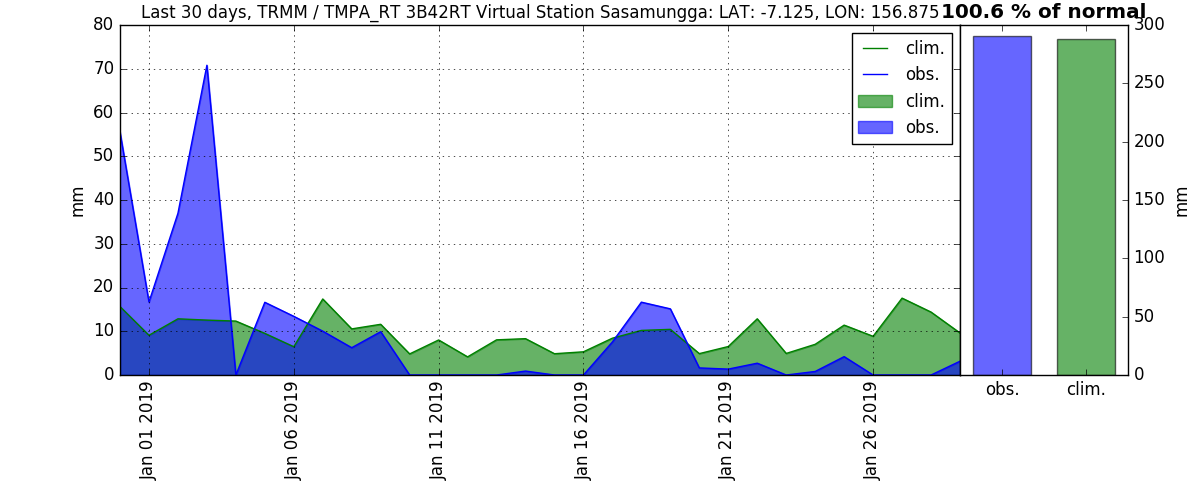 Last 30 days, TRMM / TMPA_RT 3B42RT Virtual Station Sasamungga: LAT: -7.125, LON: 156.875
100.6 % of normal
80
70
60
50
40
30
20
10
0
mm
clim.
obs.
clim.
obs.
Jan 01 2019
Jan 06 2019
Jan 11 2019
Jan 16 2019
Jan 21 2019
Jan 26 2019
300
250
200
150
100
50
0
mm
obs.
clim.